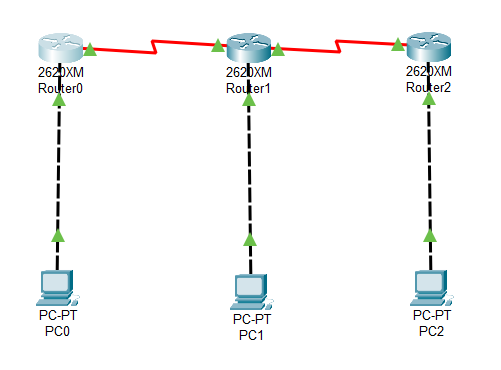 2620XM
Router0
2620XM
Router1
2620XM
Router2
PC-PT
PC0
PC-PT
PC1
PC-PT
PC2